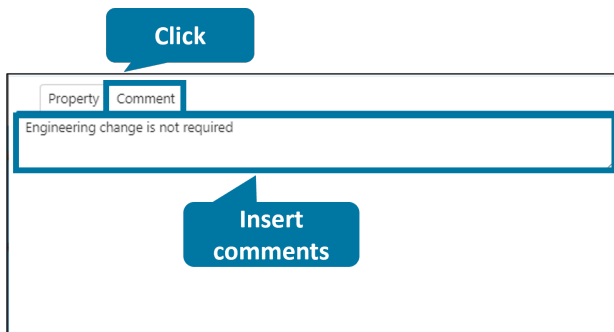 Click
Property Comment
Engineering change is not required
Insert
comments